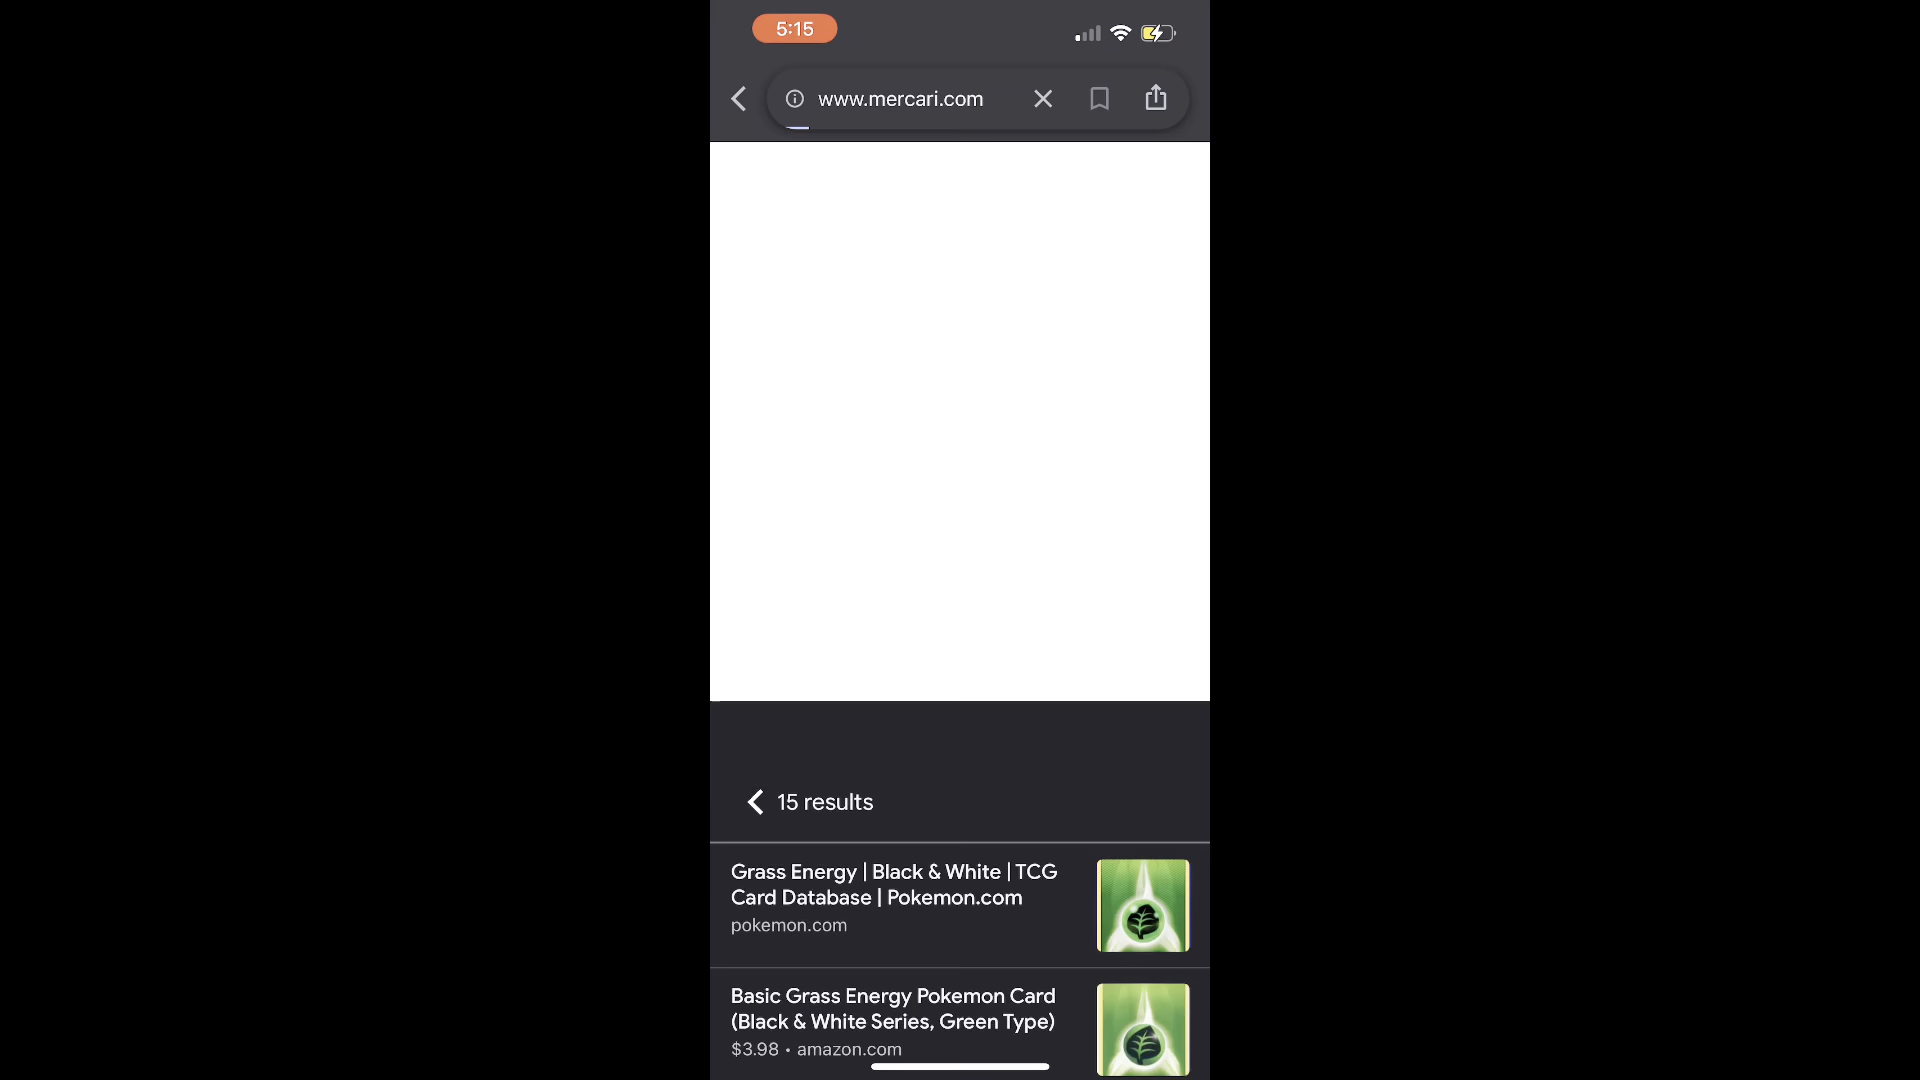 5:15
www.mercari.com
15 results
Grass Energy | Black & White | TCG
Card Database | Pokemon.com
pokemon.com
Basic Grass Energy Pokemon Card
(Black & White Series, Green Type)
$3.98 • amazon.com